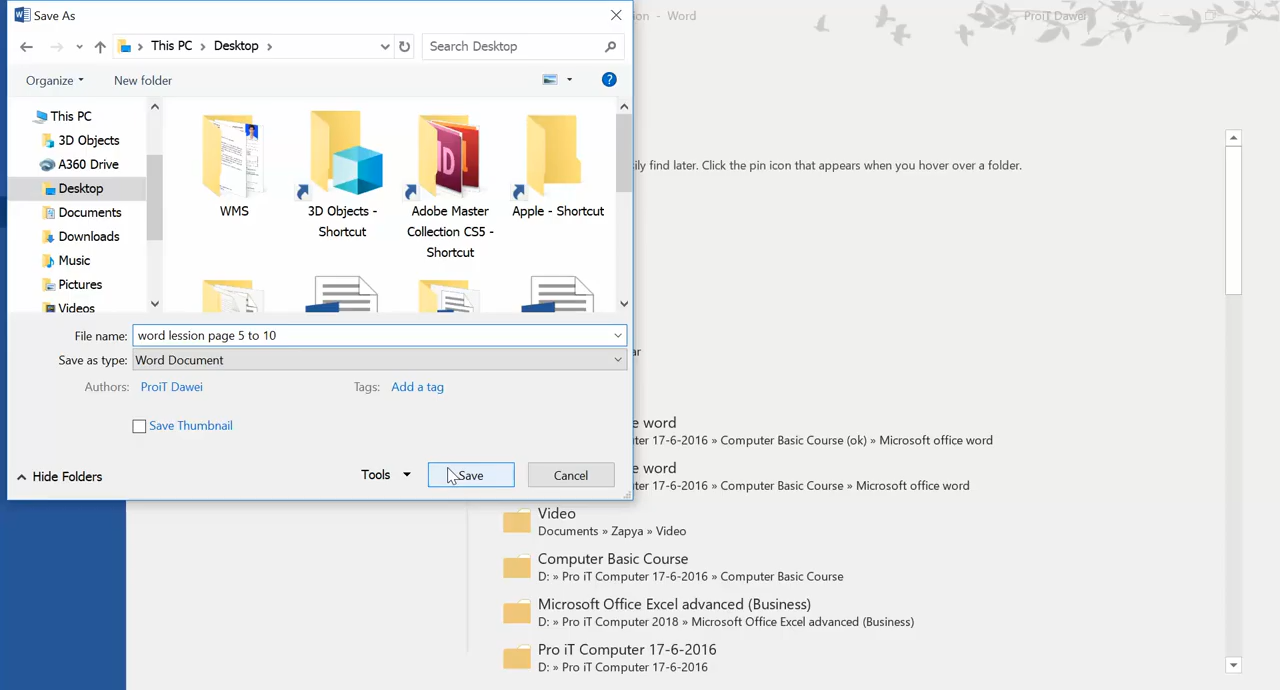 Save As
ion - Word
ProiT Dawei
This PC
Desktop
Search Desktop
Organize
New folder
?
This PC
3D Objects
A360 Drive
Desktop
Documents
Downloads
Music
Pictures
Videos
WMS
3D Objects -
Shortcut
Adobe Master
Collection CS5 -
Shortcut
Apple - Shortcut
ily find later. Click the pin icon that appears when you hover over a folder.
File name:
word lession page 5 to 10
Save as type:
Word Document
ar
Authors:
ProiT Dawei
Tags:
Add a tag
Save Thumbnail
Hide Folders
Tools
Save
Cancel
e word
ter 17-6-2016 » Computer Basic Course (ok) » Microsoft office word
e word
ter 17-6-2016 » Computer Basic Course » Microsoft office word
Video
Documents » Zapya » Video
Computer Basic Course
D: » Pro iT Computer 17-6-2016 » Computer Basic Course
Microsoft Office Excel advanced (Business)
D: » Pro iT Computer 2018 » Microsoft Office Excel advanced (Business)
Pro iT Computer 17-6-2016
D: » Pro iT Computer 17-6-2016